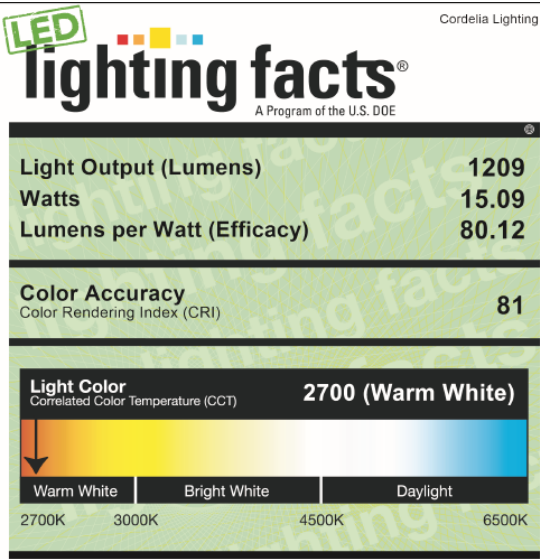 Cordelia Lighting
LED
lighting facts®
A Program of the U.S. DOE
Light Output (Lumens) 1209
Watts 15.09
Lumens per Watt (Efficacy) 80.12
Color Accuracy
Color Rendering Index (CRI) 81
Light Color
Correlated Color Temperature (CCT) 2700 (Warm White)
Warm White Bright White Daylight
2700K 3000K 4500K 6500K